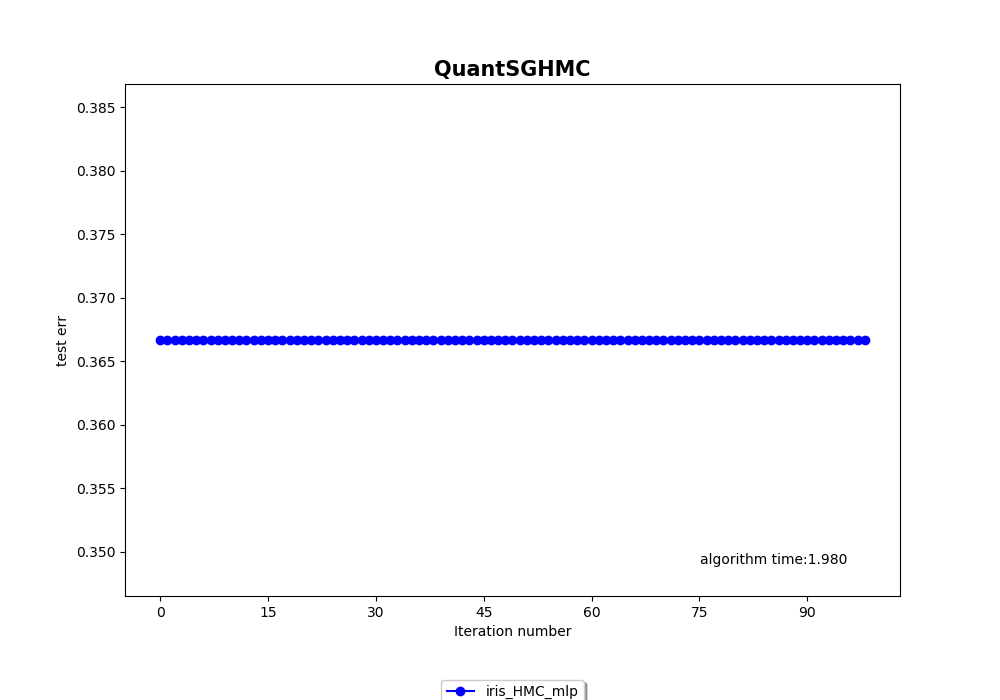 QuantSGHMC
0.385
0.380
0.375
0.370
0.365
0.360
0.355
0.350
test err
algorithm time:1.980
0 15 30 45 60 75 90
Iteration number
iris_HMC_mlp